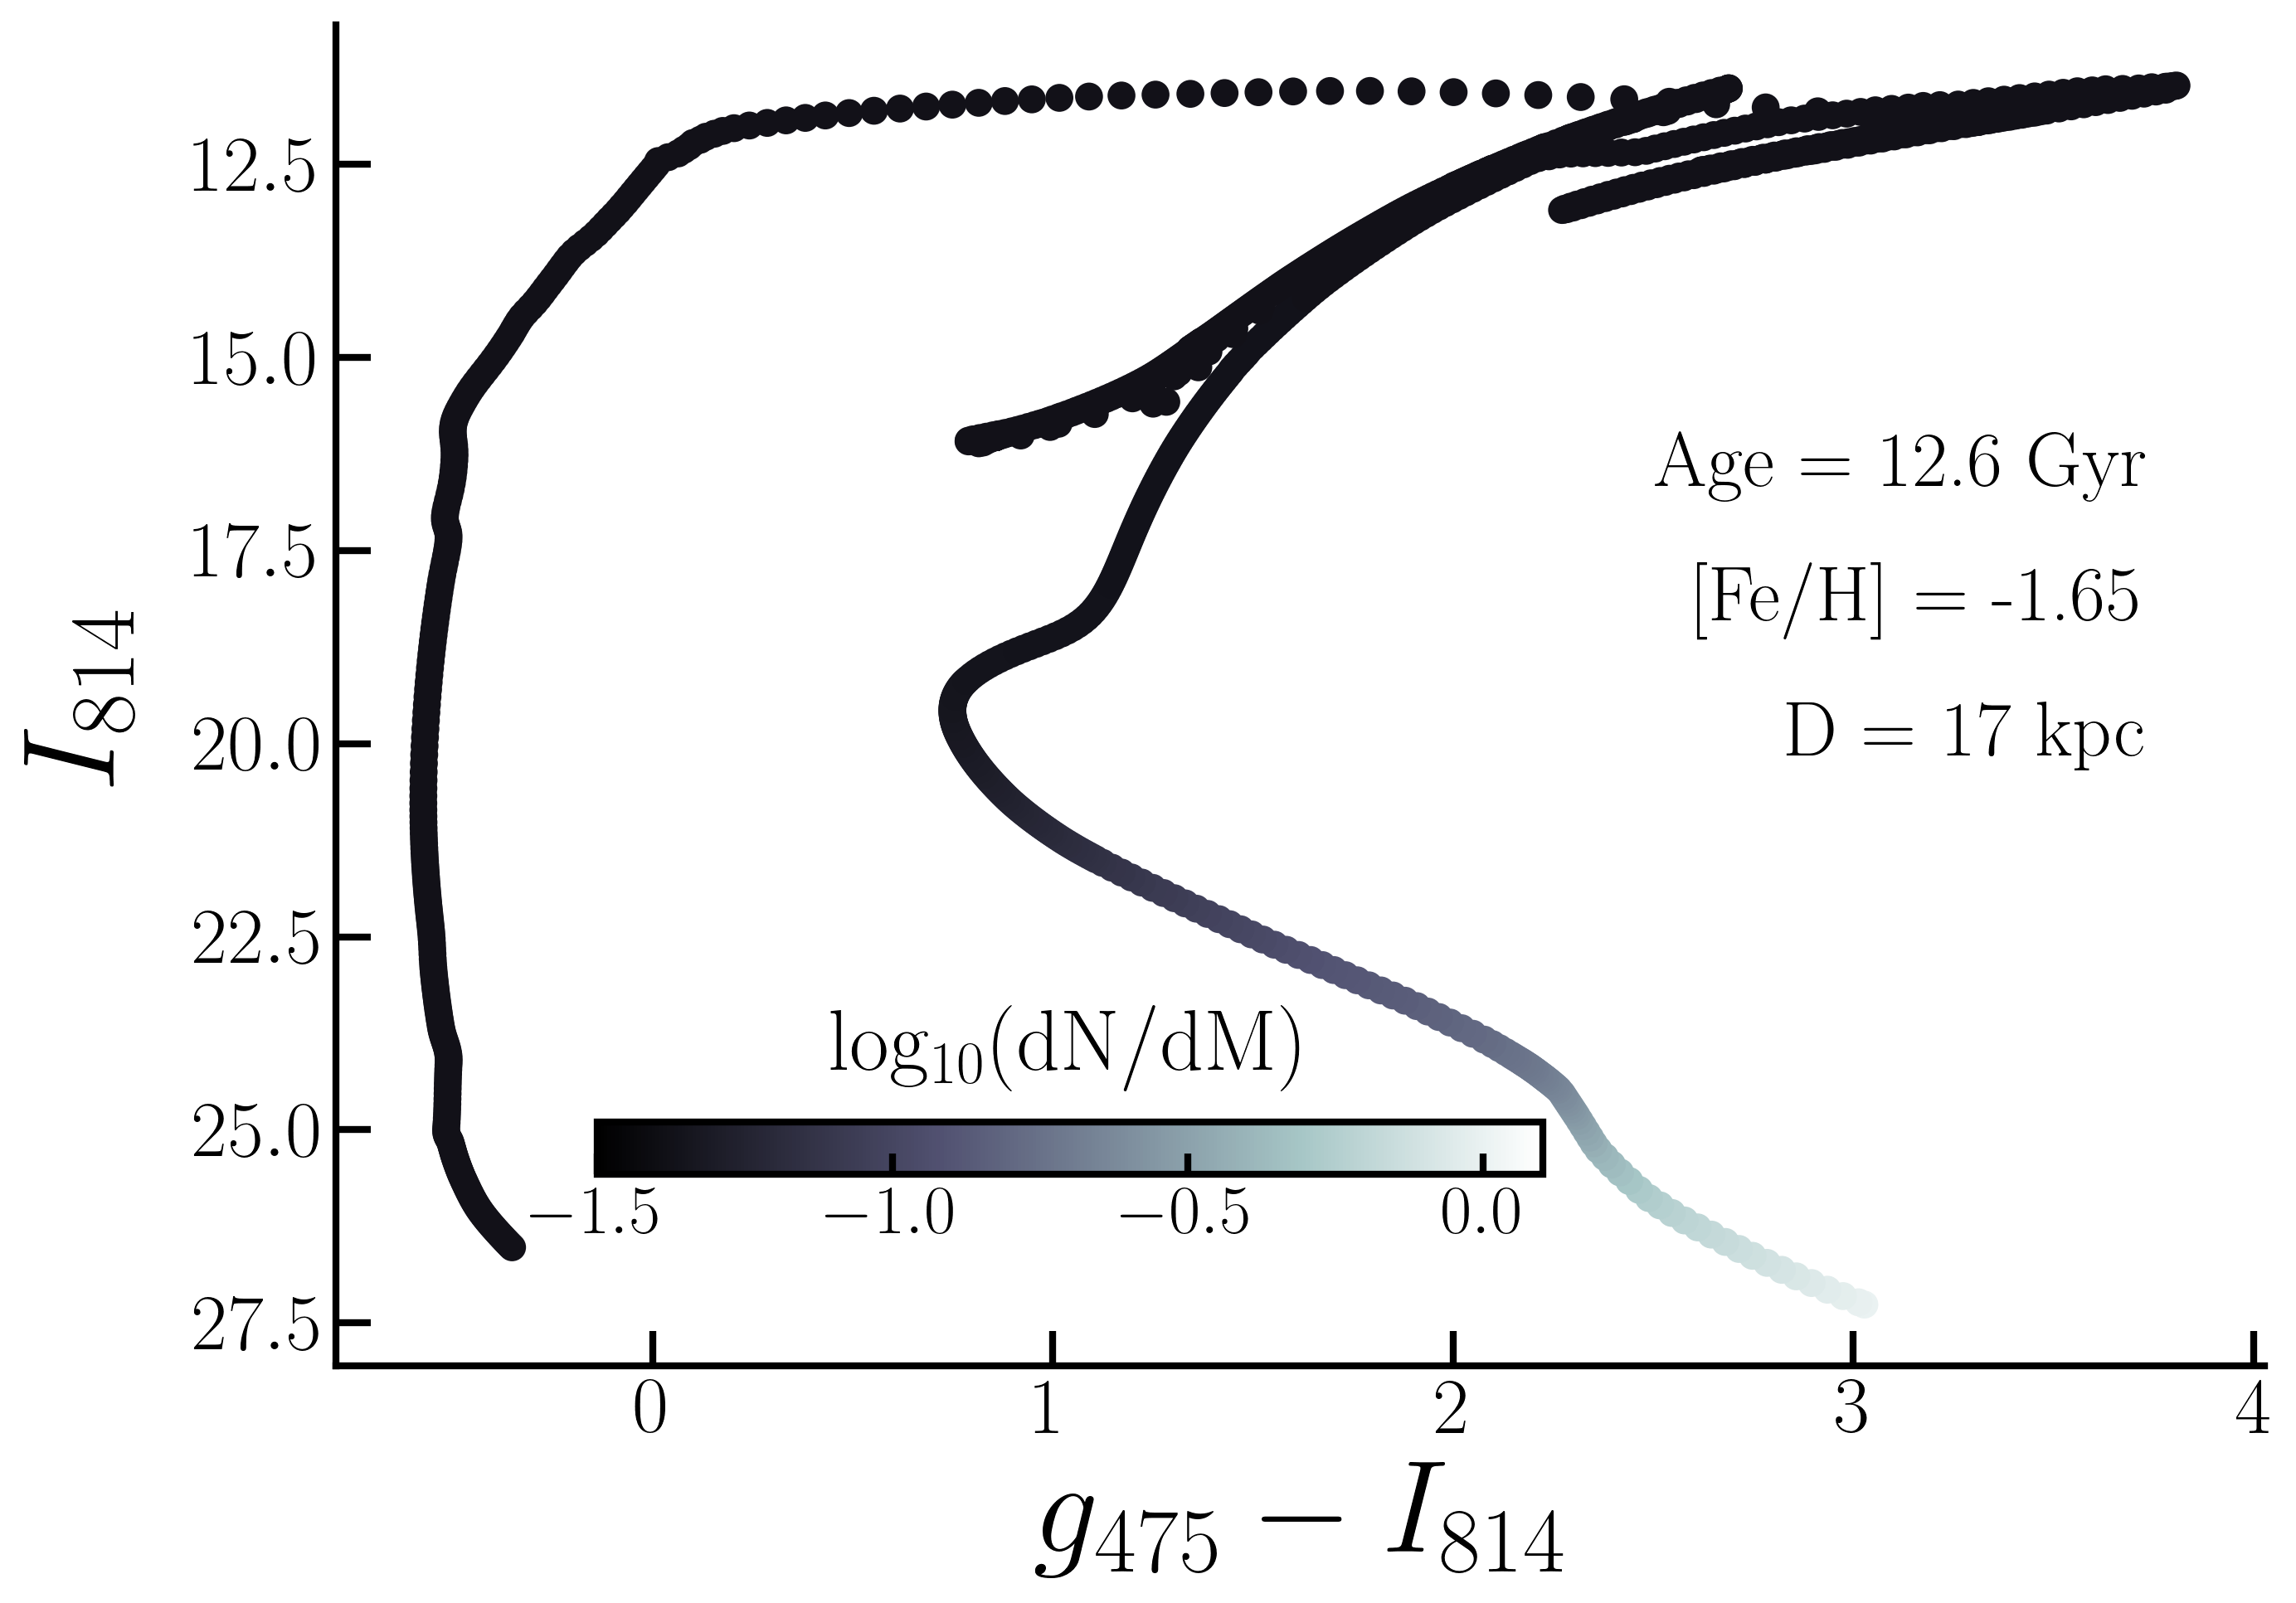 12.5
15.0
17.5
20.0
22.5
25.0
27.5
I₈₁₄
Age = 12.6 Gyr
[Fe/H] = -1.65
D = 17 kpc
log₁₀(dN/dM)
−1.5 −1.0 −0.5 0.0
0 1 2 3 4
g₄₇₅ − I₈₁₄